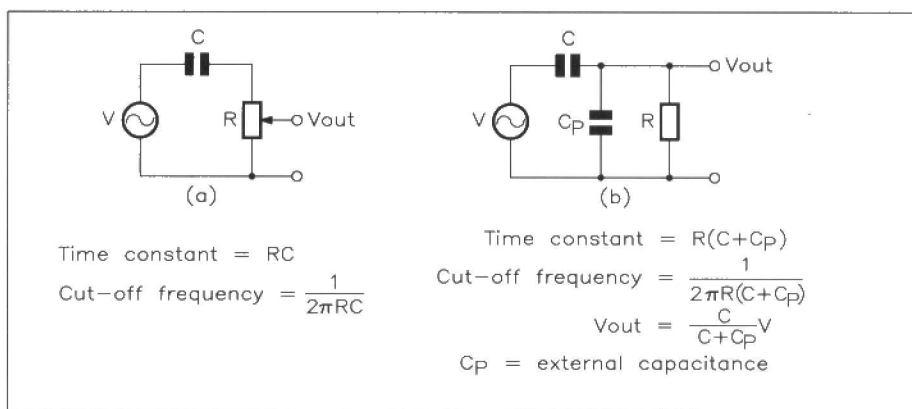 C
V
R
Vout
(a)
Time constant = RC
Cut-off frequency = 1/2πRC
C
Vout
V
Cp
R
(b)
Time constant = R(C+Cp)
Cut-off frequency = 1/2πR(C+Cp)
Vout = C/C+Cp V
Cp = external capacitance